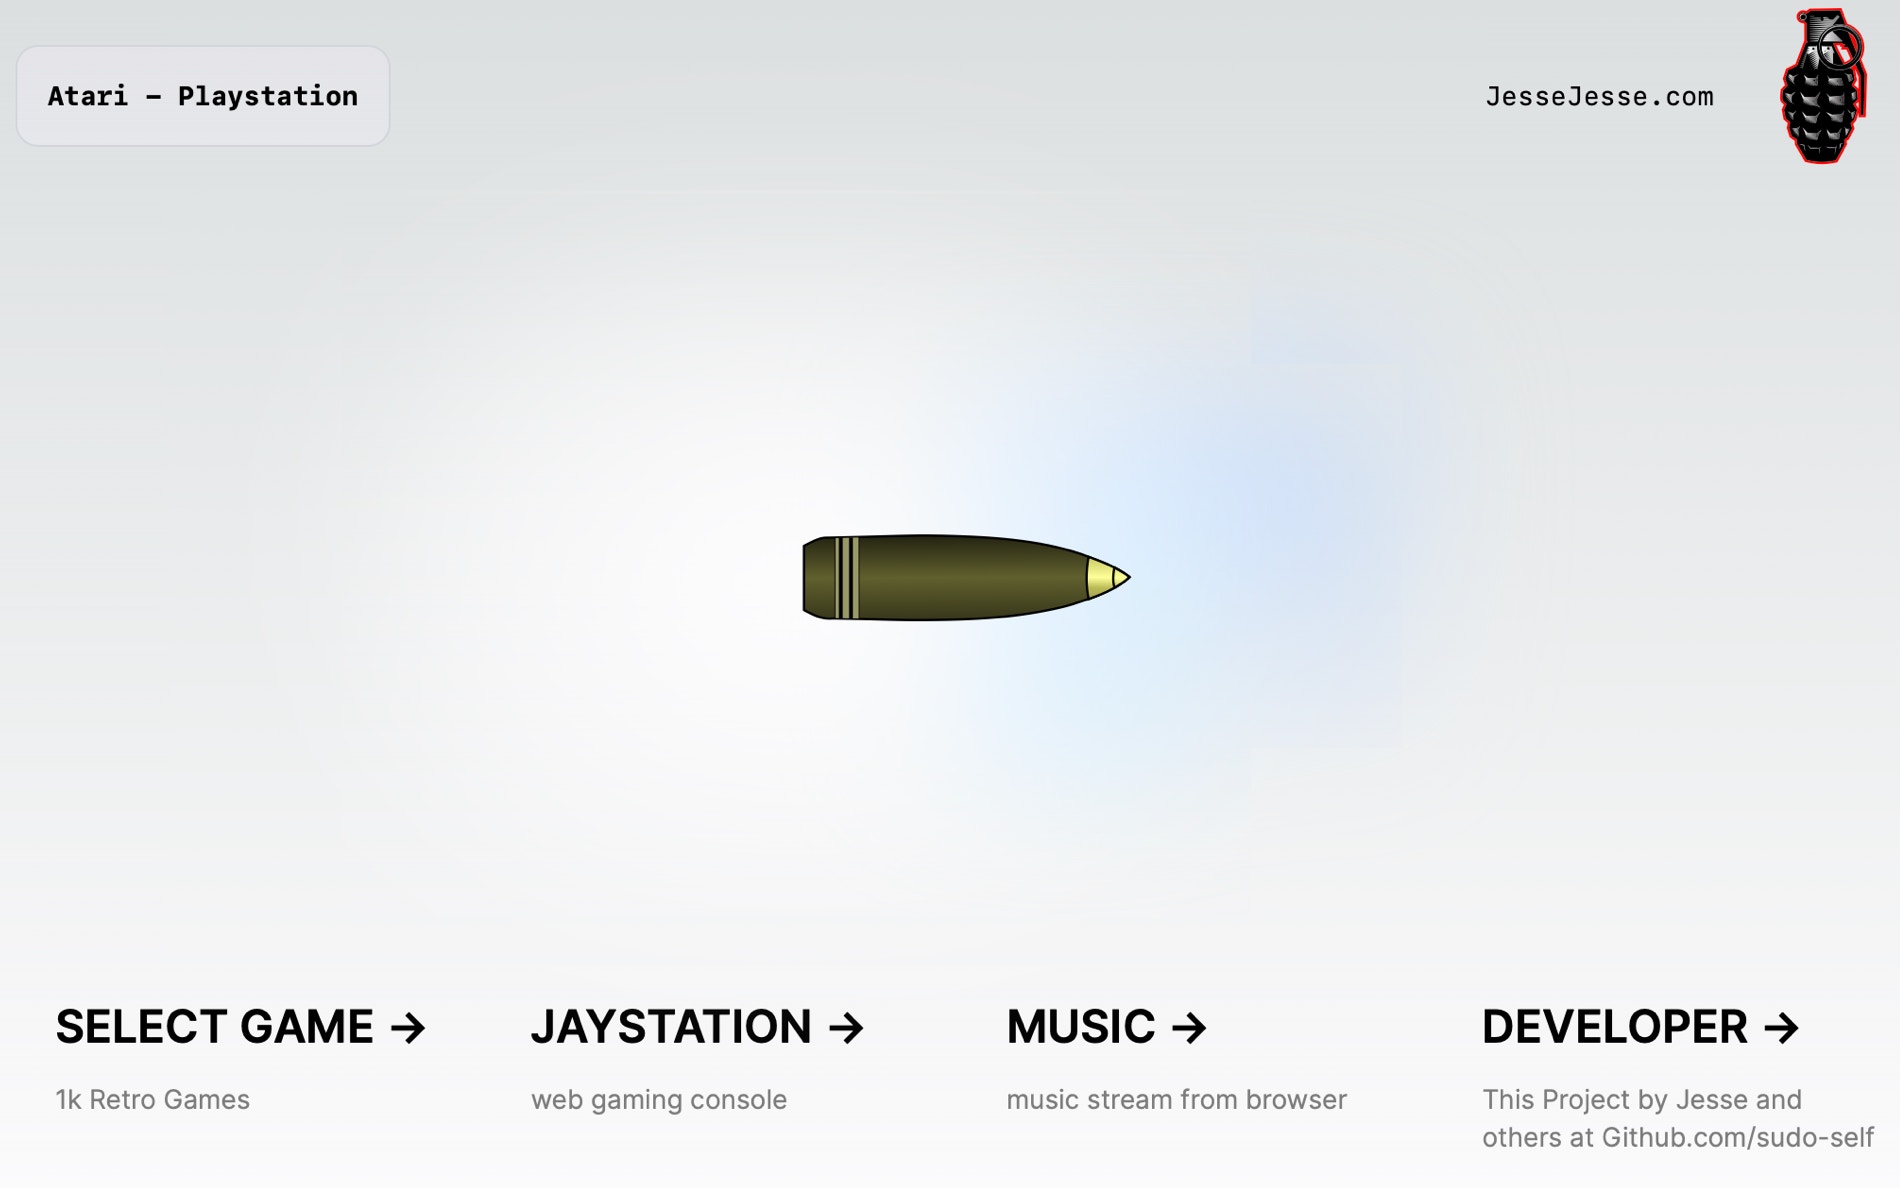 Atari – Playstation
JesseJesse.com
SELECT GAME →
1k Retro Games
JAYSTATION →
web gaming console
MUSIC →
music stream from browser
DEVELOPER →
This Project by Jesse and
others at Github.com/sudo-self